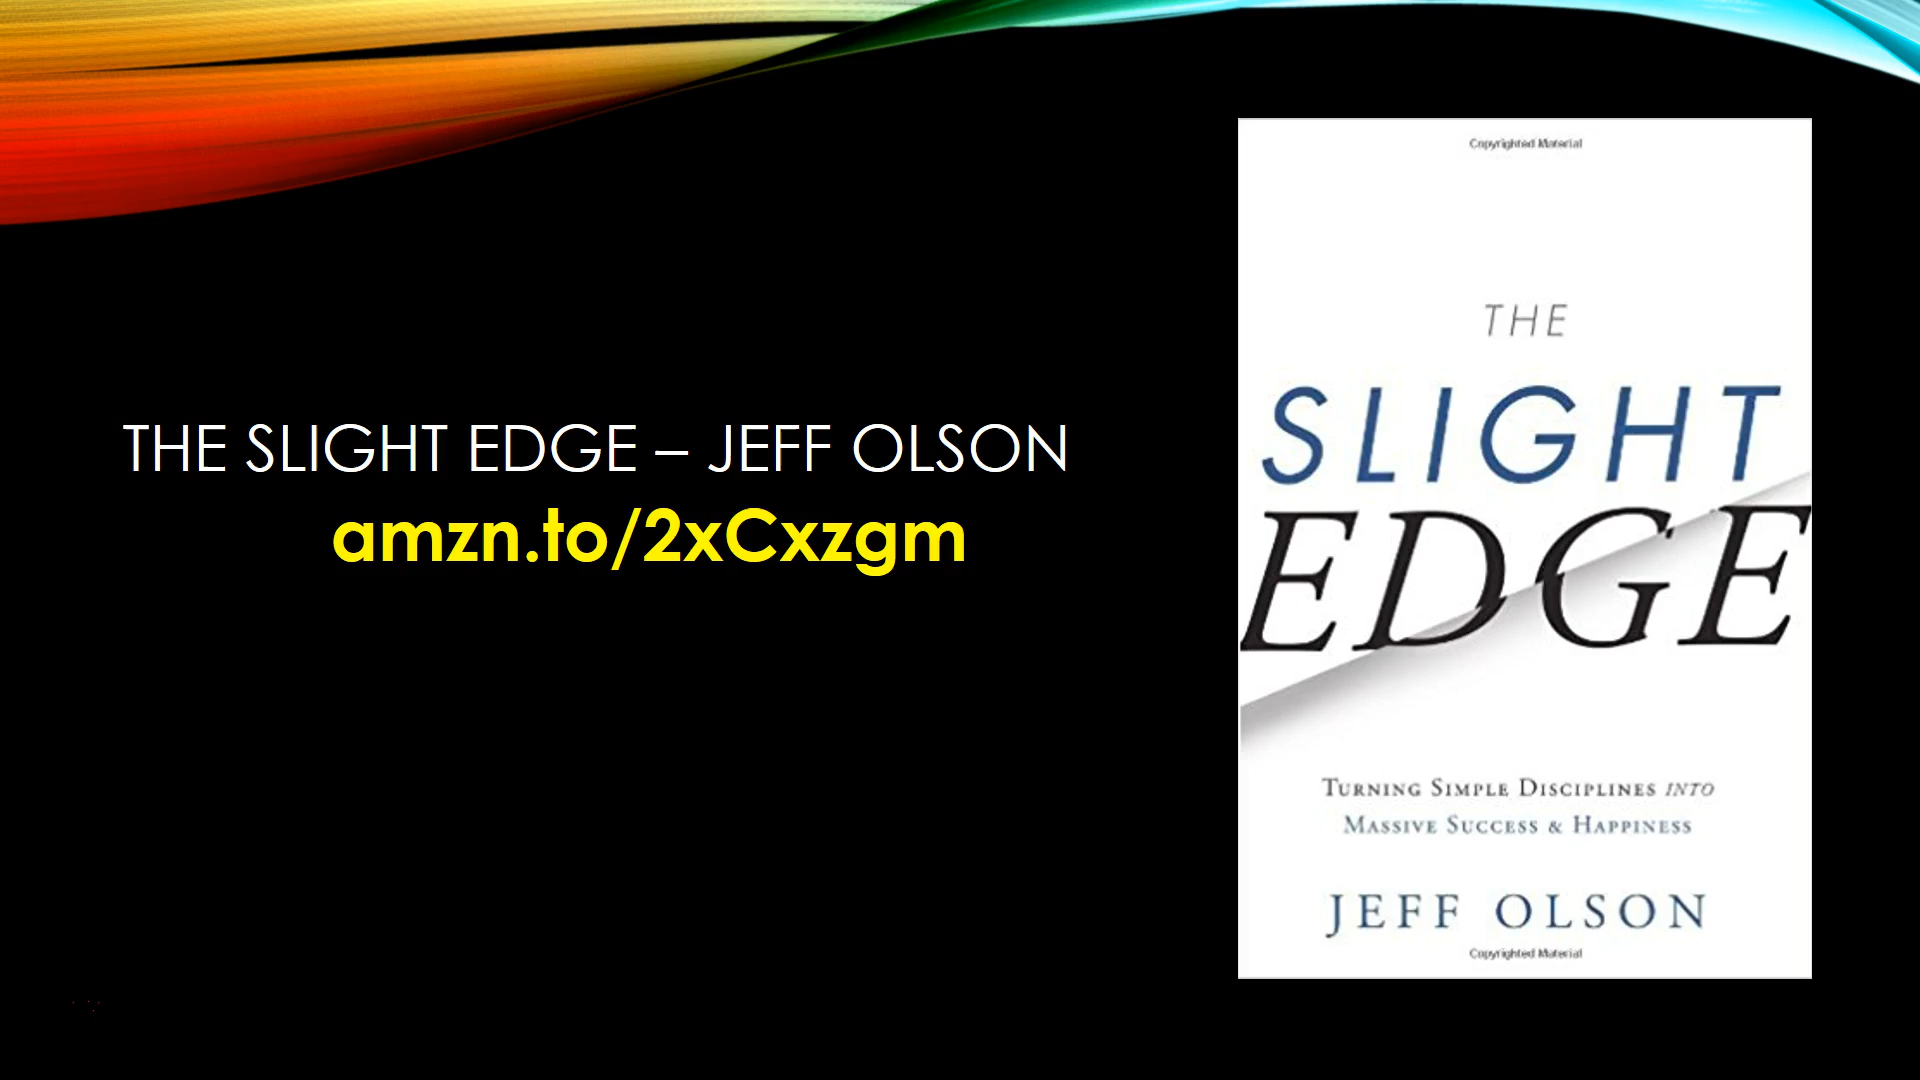 THE SLIGHT EDGE – JEFF OLSON
amzn.to/2xCxzgm
Copyrighted Material
THE
SLIGHT
EDGE
TURNING SIMPLE DISCIPLINES INTO
MASSIVE SUCCESS & HAPPINESS
JEFF OLSON
Copyrighted Material